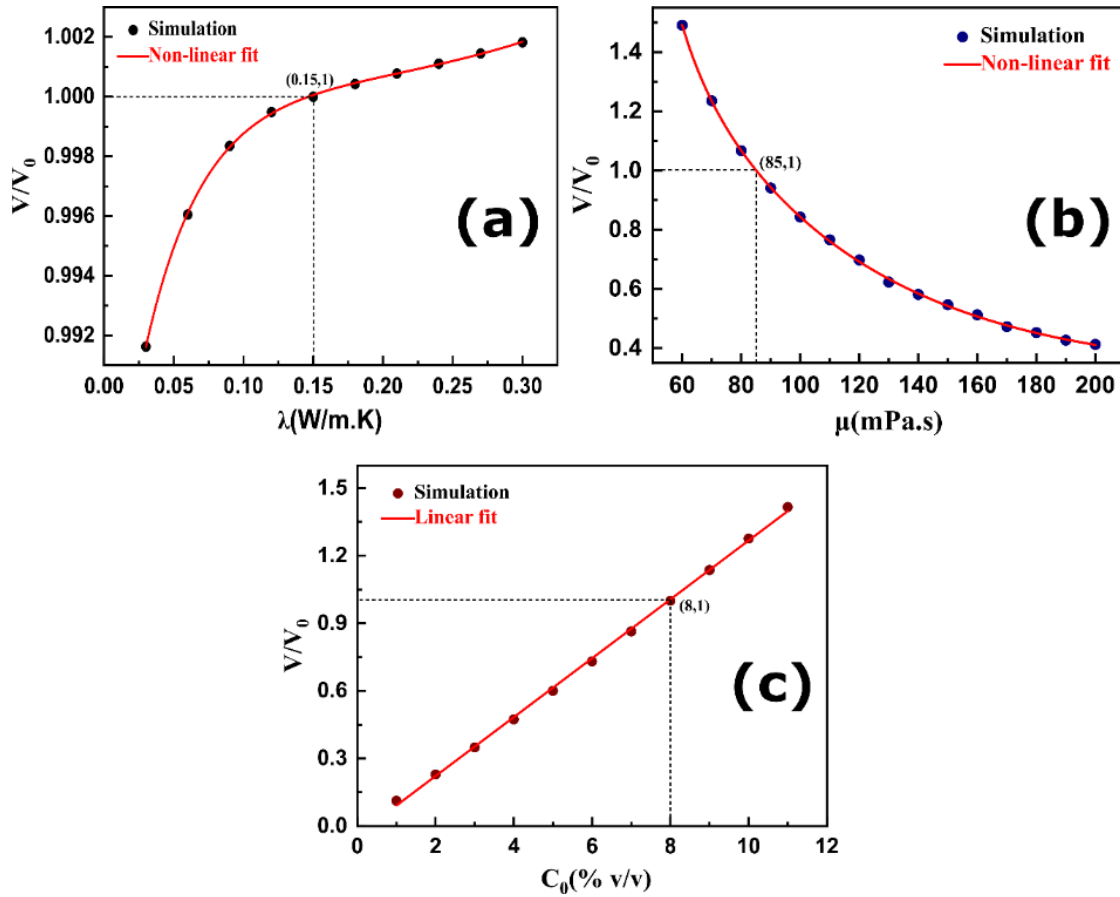 Simulation
Non-linear fit
(0.15,1)
1.002
1.000
0.998
0.996
0.994
0.992
V/V0
(a)
0.00 0.05 0.10 0.15 0.20 0.25 0.30
λ(W/m.K)
Simulation
Non-linear fit
(85,1)
1.4
1.2
1.0
0.8
0.6
0.4
V/V0
(b)
60 80 100 120 140 160 180 200
μ(mPa.s)
Simulation
Linear fit
(8,1)
1.5
1.2
0.9
0.6
0.3
0.0
V/V0
(c)
0 2 4 6 8 10 12
C0(% v/v)